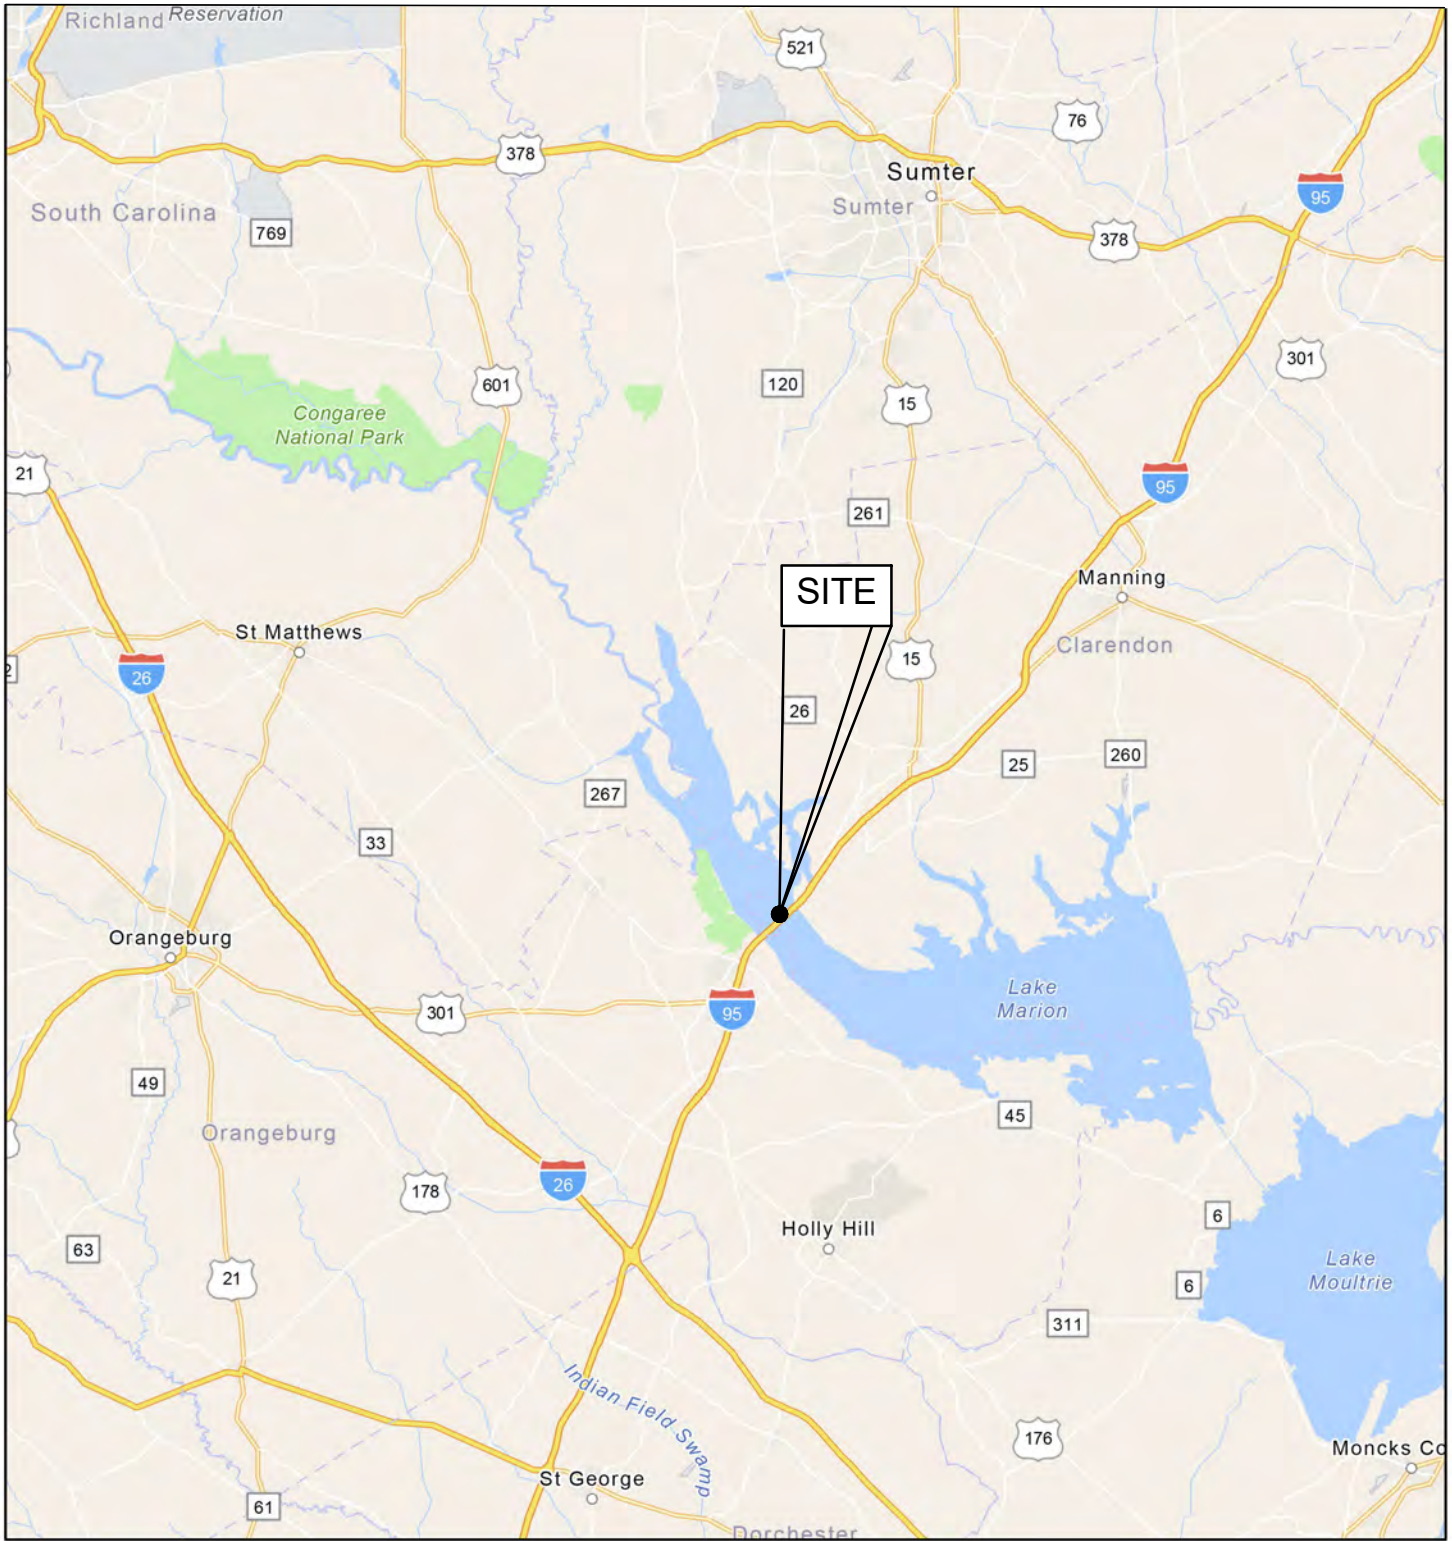 Richland
Reservation
521
76
378
Sumter
Sumter
95
South Carolina
769
378
301
601
120
15
Congaree
National Park
21
95
261
SITE
Manning
St Matthews
Clarendon
15
26
26
25
260
267
33
Orangeburg
Lake
Marion
301
95
49
45
Orangeburg
26
178
6
Holly Hill
63
21
6
Lake
Moultrie
311
Indian Field Swamp
176
Moncks Co
St George
61
Dorchester